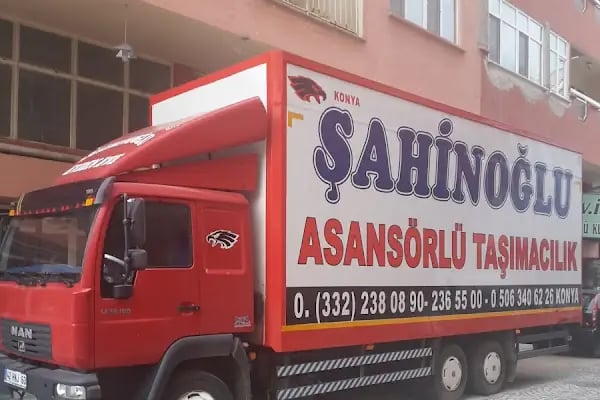 KONYA
ŞAHİNOĞLU
ASANSÖRLÜ TAŞIMACILIK
0. (332) 238 08 90- 236 55 00 - 0 506 340 62 26 KONYA
MAN